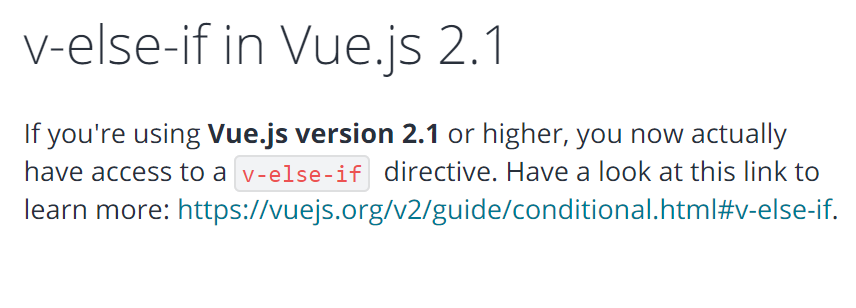 v-else-if in Vue.js 2.1
If you're using Vue.js version 2.1 or higher, you now actually
have access to a v-else-if directive. Have a look at this link to
learn more: https://vuejs.org/v2/guide/conditional.html#v-else-if.